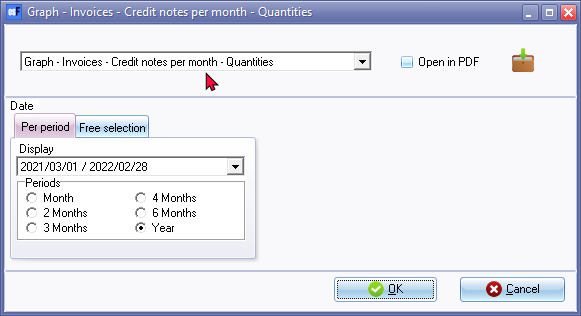 Graph - Invoices - Credit notes per month - Quantities
Graph - Invoices - Credit notes per month - Quantities
Open in PDF
Date
Per period Free selection
Display
2021/03/01 / 2022/02/28
Periods
Month 4 Months
2 Months 6 Months
3 Months Year
OK Cancel